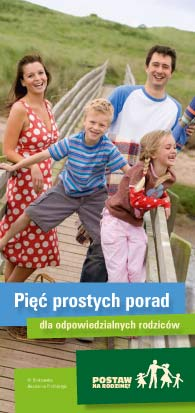 Pięć prostych porad
dla odpowiedzialnych rodziców
POSTAW
NA RODZINĘ!